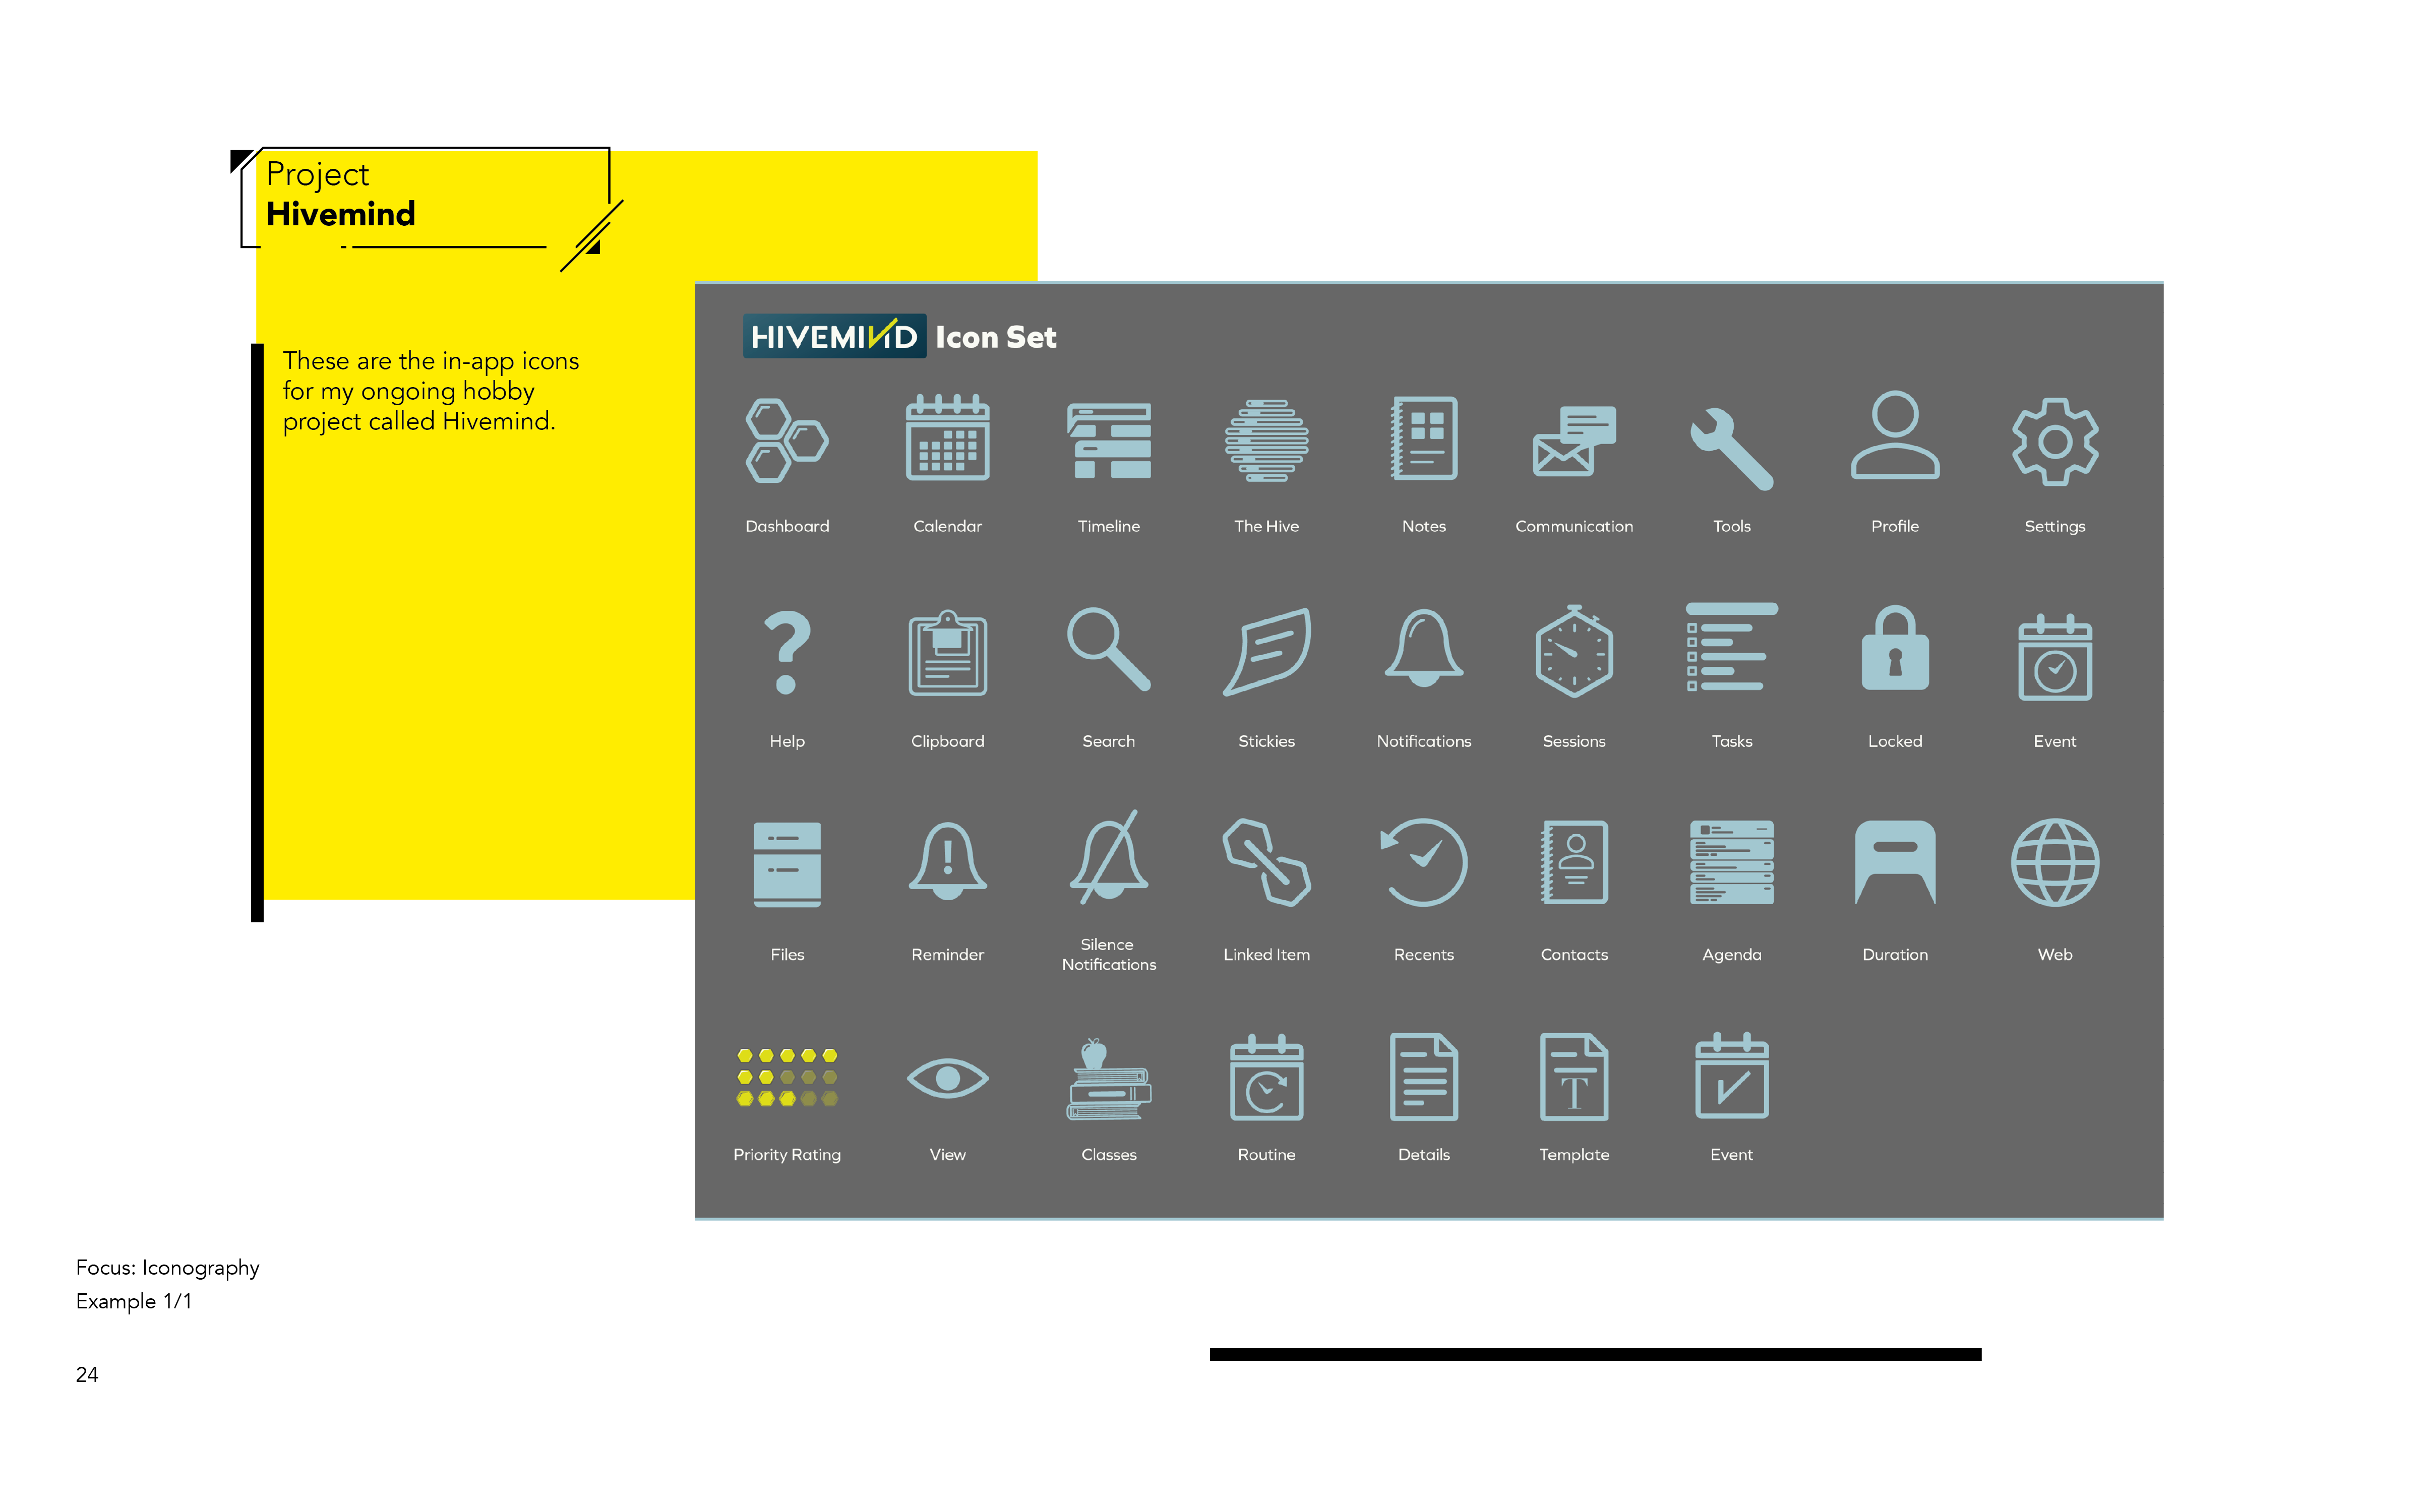 Project
Hivemind
These are the in-app icons
for my ongoing hobby
project called Hivemind.
HIVEMIND Icon Set
Dashboard Calendar Timeline The Hive Notes Communication Tools Profile Settings
Help Clipboard Search Stickies Notifications Sessions Tasks Locked Event
Files Reminder Silence Notifications Linked Item Recents Contacts Agenda Duration Web
T
Priority Rating View Classes Routine Details Template Event
Focus: Iconography
Example 1/1
24